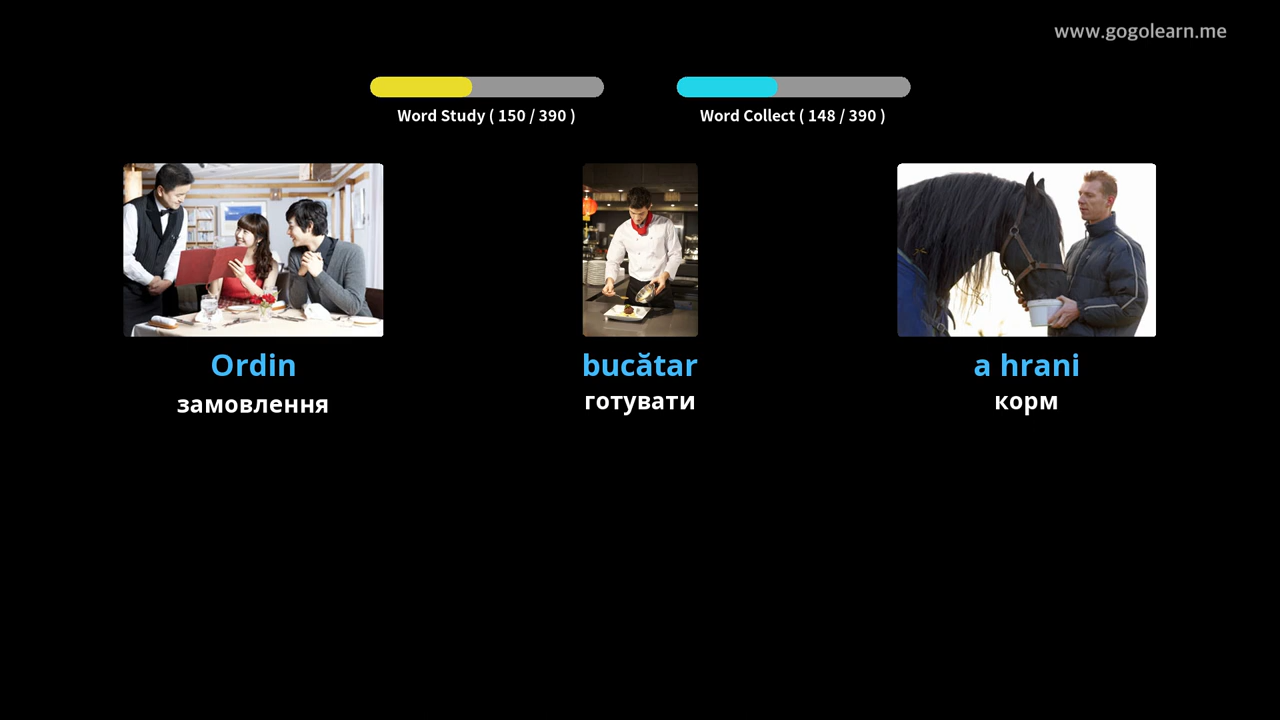 www.gogolearn.me
Word Study ( 150 / 390 )
Word Collect ( 148 / 390 )
Ordin
bucătar
a hrani
замовлення
готувати
корм